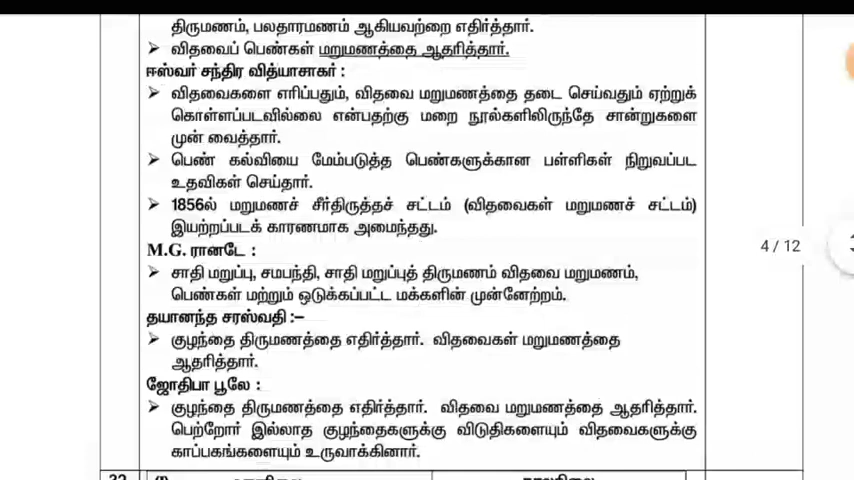 திருமணம், பலதாரமணம் ஆகியவற்றை எதிர்த்தார்.
➢ விதவைப் பெண்கள் மறுமணத்தை ஆதரித்தார்.
ஈஸ்வர் சந்திர வித்யாசாகர் :
➢ விதவைகளை எரிப்பதும், விதவை மறுமணத்தை தடை செய்வதும் ஏற்றுக்
கொள்ளப்படவில்லை என்பதற்கு மறை நூல்களிலிருந்தே சான்றுகளை
முன் வைத்தார்.
➢ பெண் கல்வியை மேம்படுத்த பெண்களுக்கான பள்ளிகள் நிறுவப்பட
உதவிகள் செய்தார்.
➢ 1856ல் மறுமணச் சீர்திருத்தச் சட்டம் (விதவைகள் மறுமணச் சட்டம்)
இயற்றப்படக் காரணமாக அமைந்தது.
M.G. ரானடே :
4 / 12
➢ சாதி மறுப்பு, சமபந்தி, சாதி மறுப்புத் திருமணம் விதவை மறுமணம்,
பெண்கள் மற்றும் ஒடுக்கப்பட்ட மக்களின் முன்னேற்றம்.
தயானந்த சரஸ்வதி :–
➢ குழந்தை திருமணத்தை எதிர்த்தார். விதவைகள் மறுமணத்தை
ஆதரித்தார்.
ஜோதிபா பூலே :
➢ குழந்தை திருமணத்தை எதிர்த்தார். விதவை மறுமணத்தை ஆதரித்தார்.
பெற்றோர் இல்லாத குழந்தைகளுக்கு விடுதிகளையும் விதவைகளுக்கு
காப்பகங்களையும் உருவாக்கினார்.